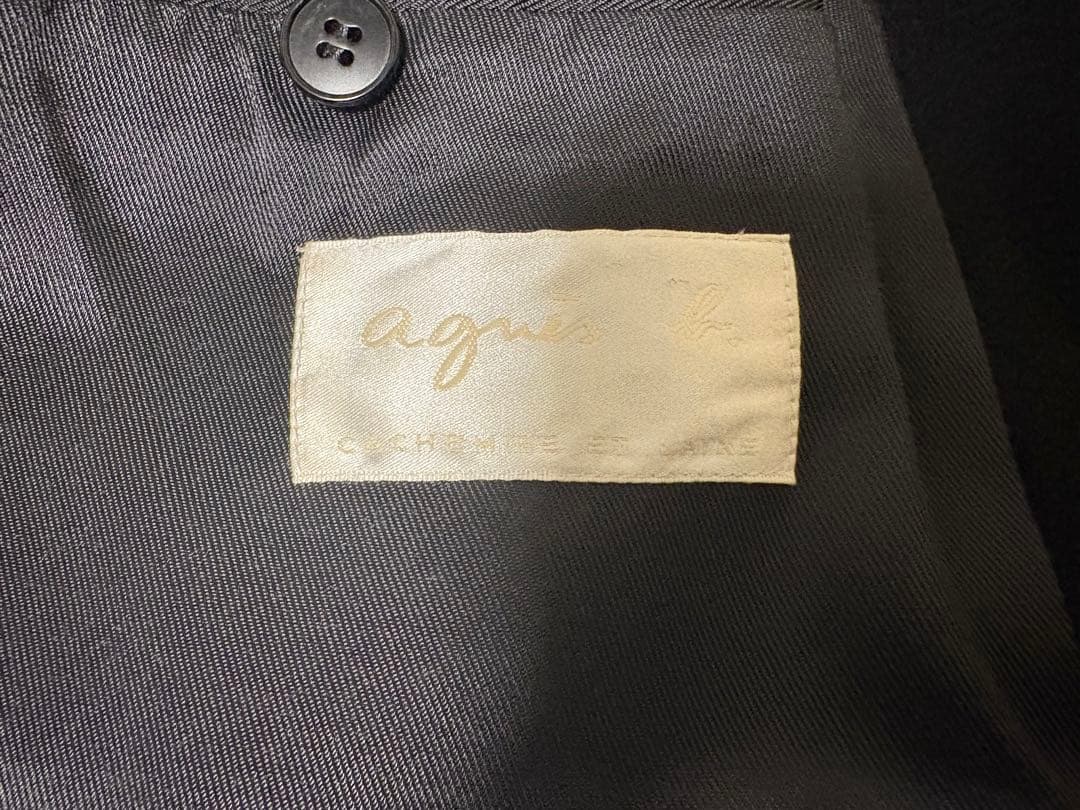 agnès b.
CACHEMIRE ET LAINE